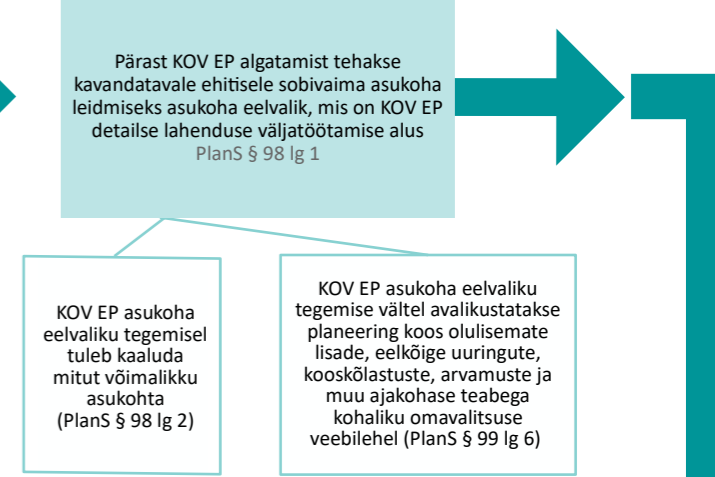 Pärast KOV EP algatamist tehakse
kavandatavale ehitisele sobivaima asukoha
leidmiseks asukoha eelvalik, mis on KOV EP
detailse lahenduse väljatöötamise alus
PlanS § 98 lg 1
KOV EP asukoha
eelvaliku tegemisel
tuleb kaaluda
mitut võimalikku
asukohta
(PlanS § 98 lg 2)
KOV EP asukoha eelvaliku
tegemise vältel avalikustatakse
planeering koos olulisemate
lisade, eelkõige uuringute,
kooskõlastuste, arvamuste ja
muu ajakohase teabega
kohaliku omavalitsuse
veebilehel (PlanS § 99 lg 6)